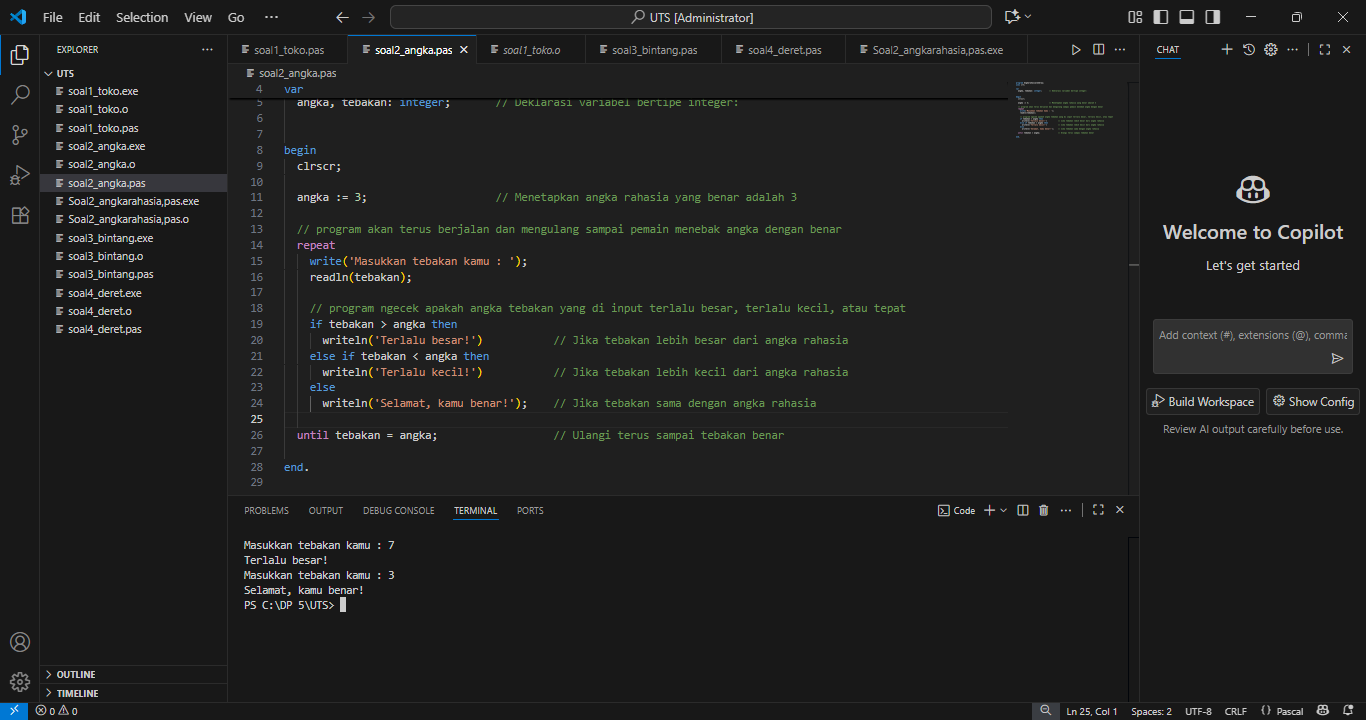 File Edit Selection View Go ··· UTS [Administrator]
EXPLORER ···
UTS
soal1_toko.exe
soal1_toko.o
soal1_toko.pas
soal2_angka.exe
soal2_angka.o
soal2_angka.pas
Soal2_angkarahasia,pas.exe
Soal2_angkarahasia,pas.o
soal3_bintang.exe
soal3_bintang.o
soal3_bintang.pas
soal4_deret.exe
soal4_deret.o
soal4_deret.pas
OUTLINE
TIMELINE
soal1_toko.pas soal2_angka.pas soal1_toko.o soal3_bintang.pas soal4_deret.pas Soal2_angkarahasia,pas.exe
soal2_angka.pas
4 var
5 angka, tebakan: integer; // Deklarasi variabel bertipe integer:
6
7
8 begin
9 clrscr;
10
11 angka := 3; // Menetapkan angka rahasia yang benar adalah 3
12
13 // program akan terus berjalan dan mengulang sampai pemain menebak angka dengan benar
14 repeat
15 write('Masukkan tebakan kamu : ');
16 readln(tebakan);
17
18 // program ngecek apakah angka tebakan yang di input terlalu besar, terlalu kecil, atau tepat
19 if tebakan > angka then
20 writeln('Terlalu besar!') // Jika tebakan lebih besar dari angka rahasia
21 else if tebakan < angka then
22 writeln('Terlalu kecil!') // Jika tebakan lebih kecil dari angka rahasia
23 else
24 writeln('Selamat, kamu benar!'); // Jika tebakan sama dengan angka rahasia
25
26 until tebakan = angka; // Ulangi terus sampai tebakan benar
27
28 end.
29
PROBLEMS OUTPUT DEBUG CONSOLE TERMINAL PORTS Code
Masukkan tebakan kamu : 7
Terlalu besar!
Masukkan tebakan kamu : 3
Selamat, kamu benar!
PS C:\DP 5\UTS>
CHAT
Welcome to Copilot
Let's get started
Add context (#), extensions (@), comma
Build Workspace Show Config
Review AI output carefully before use.
0 0 Ln 25, Col 1 Spaces: 2 UTF-8 CRLF {} Pascal